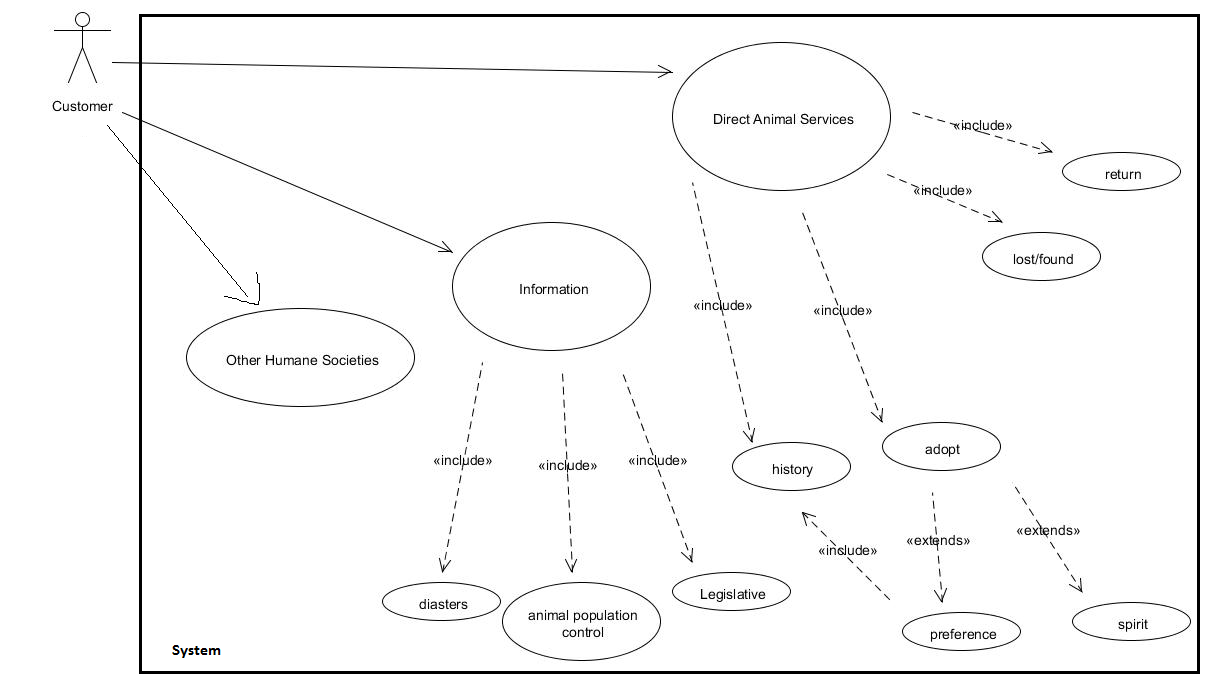 Customer
Direct Animal Services
«include»
return
«include»
lost/found
Information
«include»
«include»
Other Humane Societies
adopt
«include»
«include»
«include»
history
«extends»
«extends»
«include»
diasters
animal population
control
Legislative
preference
spirit
System